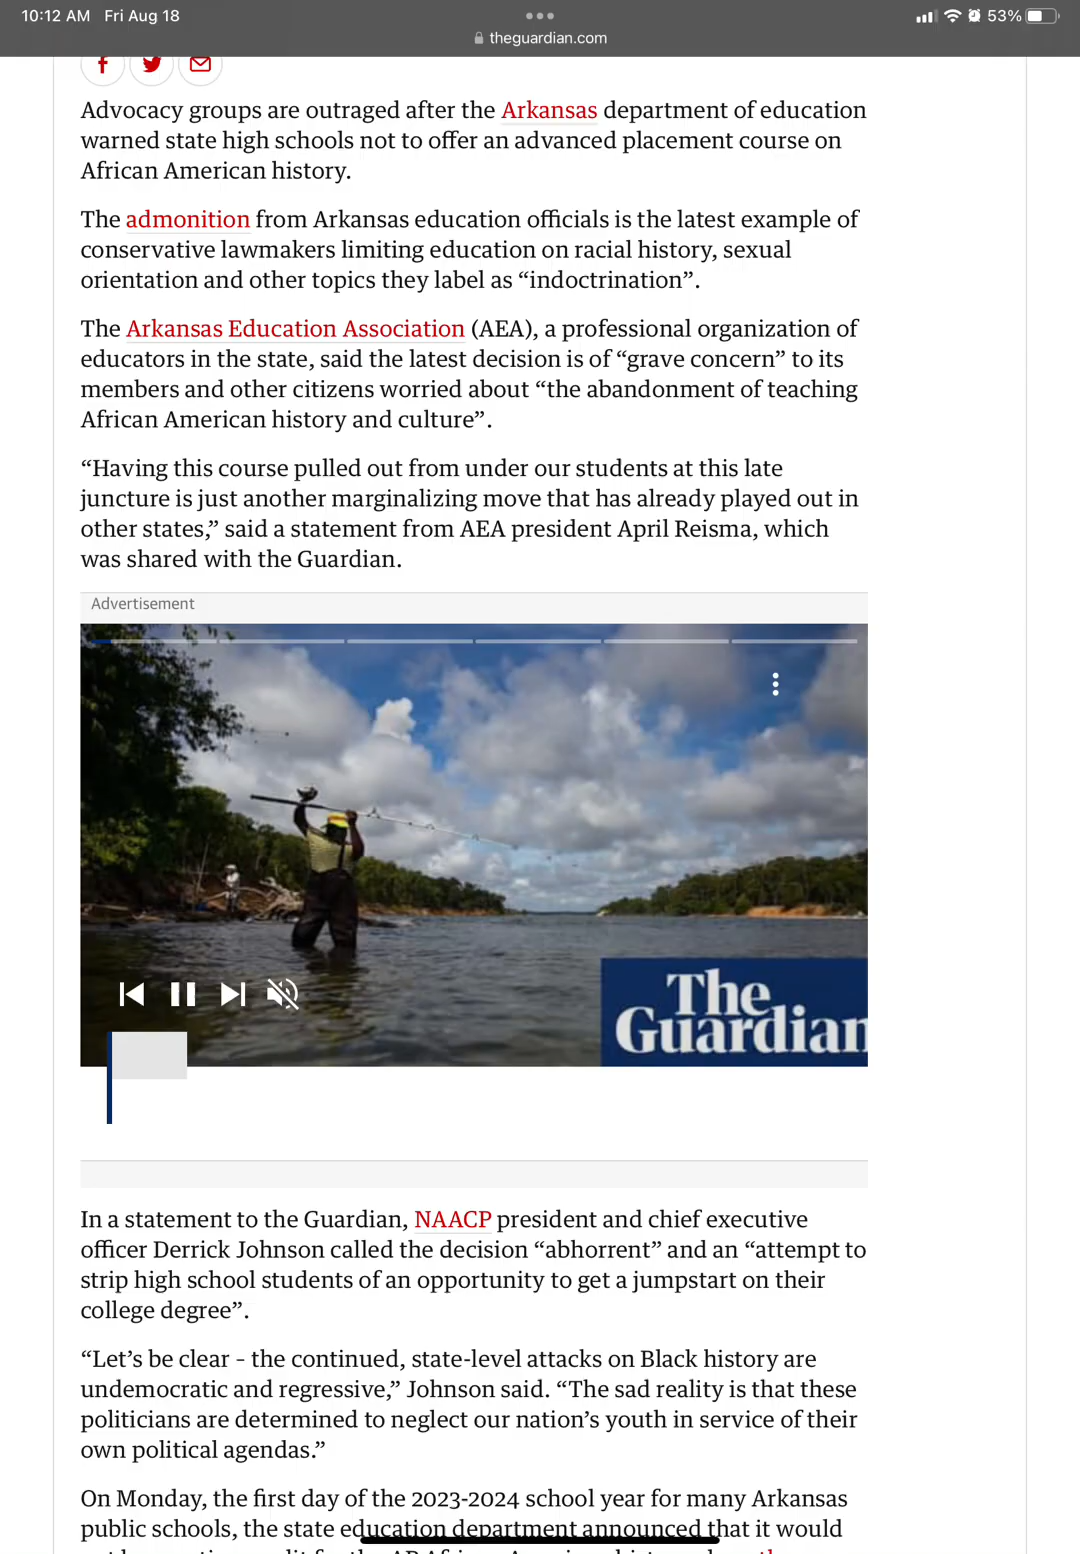 10:12 AM Fri Aug 18
53%
theguardian.com
Advocacy groups are outraged after the Arkansas department of education
warned state high schools not to offer an advanced placement course on
African American history.
The admonition from Arkansas education officials is the latest example of
conservative lawmakers limiting education on racial history, sexual
orientation and other topics they label as “indoctrination”.
The Arkansas Education Association (AEA), a professional organization of
educators in the state, said the latest decision is of “grave concern” to its
members and other citizens worried about “the abandonment of teaching
African American history and culture”.
“Having this course pulled out from under our students at this late
juncture is just another marginalizing move that has already played out in
other states,” said a statement from AEA president April Reisma, which
was shared with the Guardian.
Advertisement
The
Guardian
In a statement to the Guardian, NAACP president and chief executive
officer Derrick Johnson called the decision “abhorrent” and an “attempt to
strip high school students of an opportunity to get a jumpstart on their
college degree”.
“Let’s be clear – the continued, state-level attacks on Black history are
undemocratic and regressive,” Johnson said. “The sad reality is that these
politicians are determined to neglect our nation’s youth in service of their
own political agendas.”
On Monday, the first day of the 2023-2024 school year for many Arkansas
public schools, the state education department announced that it would